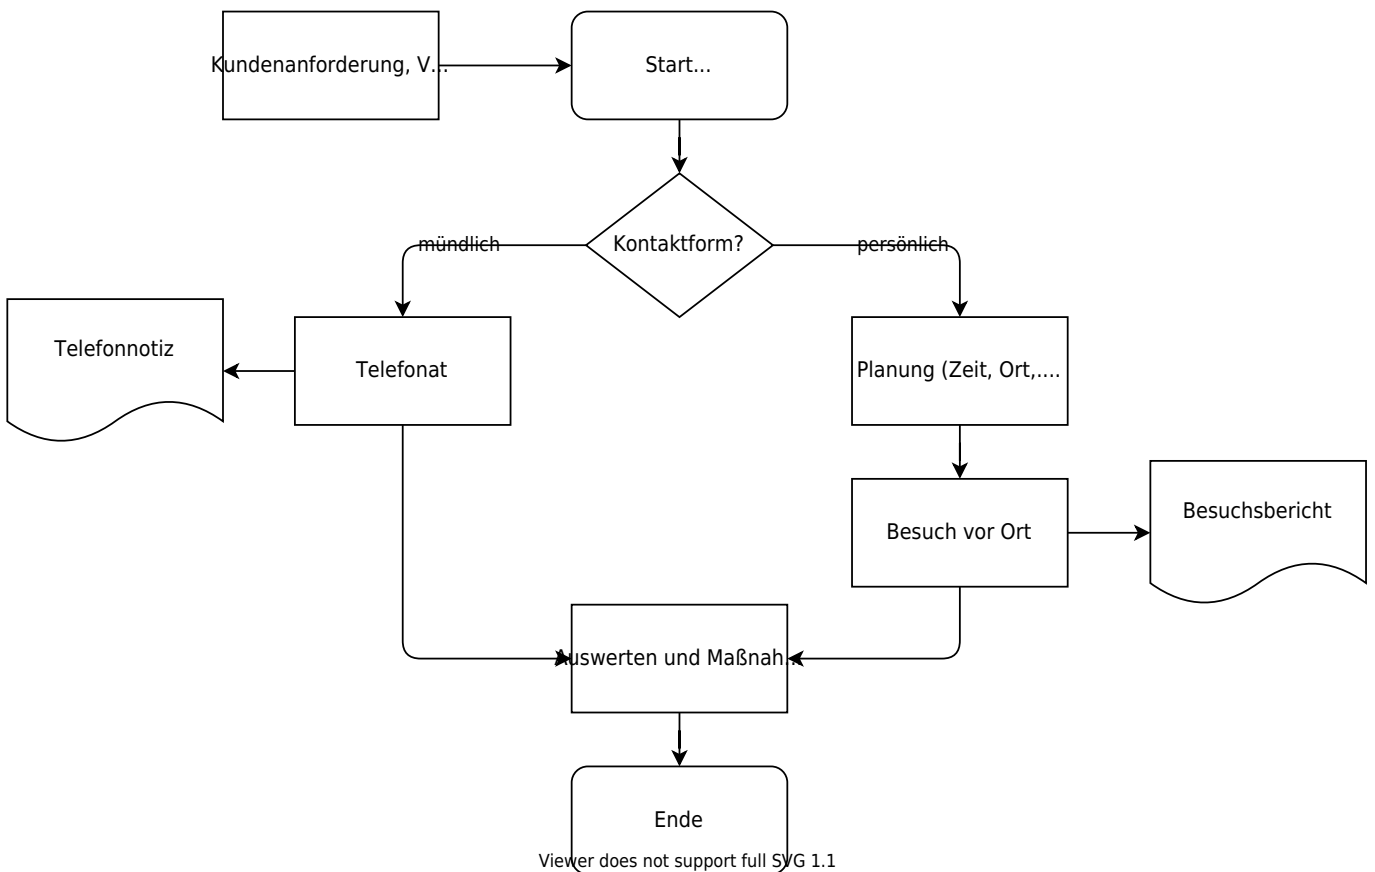 Kundenanforderung, V...
Start...
Kontaktform?
mündlich
persönlich
Telefonnotiz
Telefonat
Planung (Zeit, Ort,....
Besuch vor Ort
Besuchsbericht
Auswerten und Maßnah...
Ende
Viewer does not support full SVG 1.1